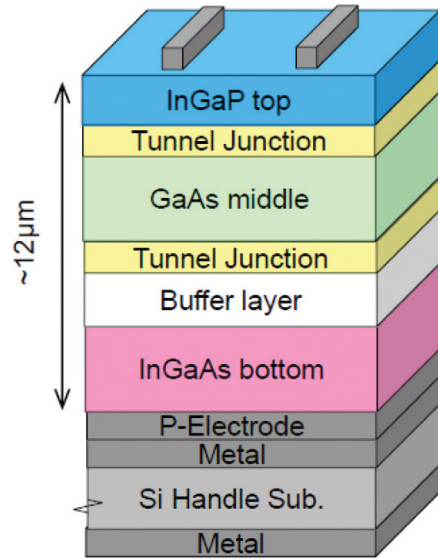 InGaP top
Tunnel Junction
GaAs middle
Tunnel Junction
Buffer layer
InGaAs bottom
P-Electrode
Metal
Si Handle Sub.
Metal
~12μm